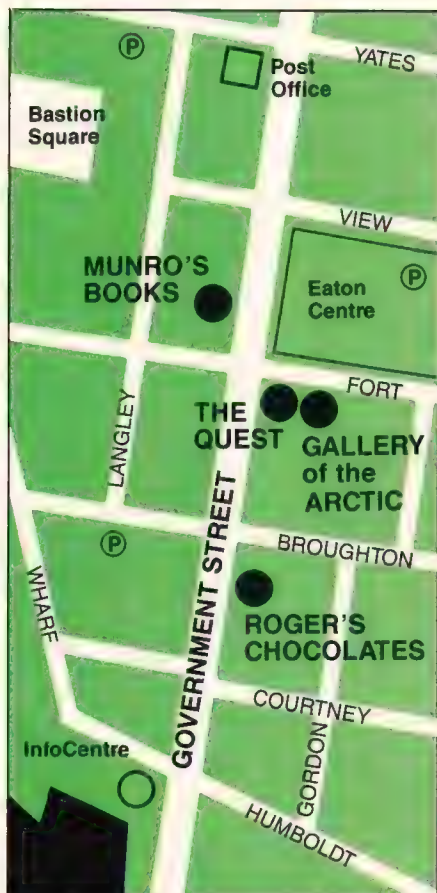 P
YATES
Post
Office
Bastion
Square
VIEW
MUNRO'S
BOOKS
P
Eaton
Centre
FORT
THE
QUEST
GALLERY
of the
ARCTIC
LANGLEY
GOVERNMENT STREET
P
BROUGHTON
WHARF
ROGER'S
CHOCOLATES
COURTNEY
GORDON
InfoCentre
HUMBOLDT